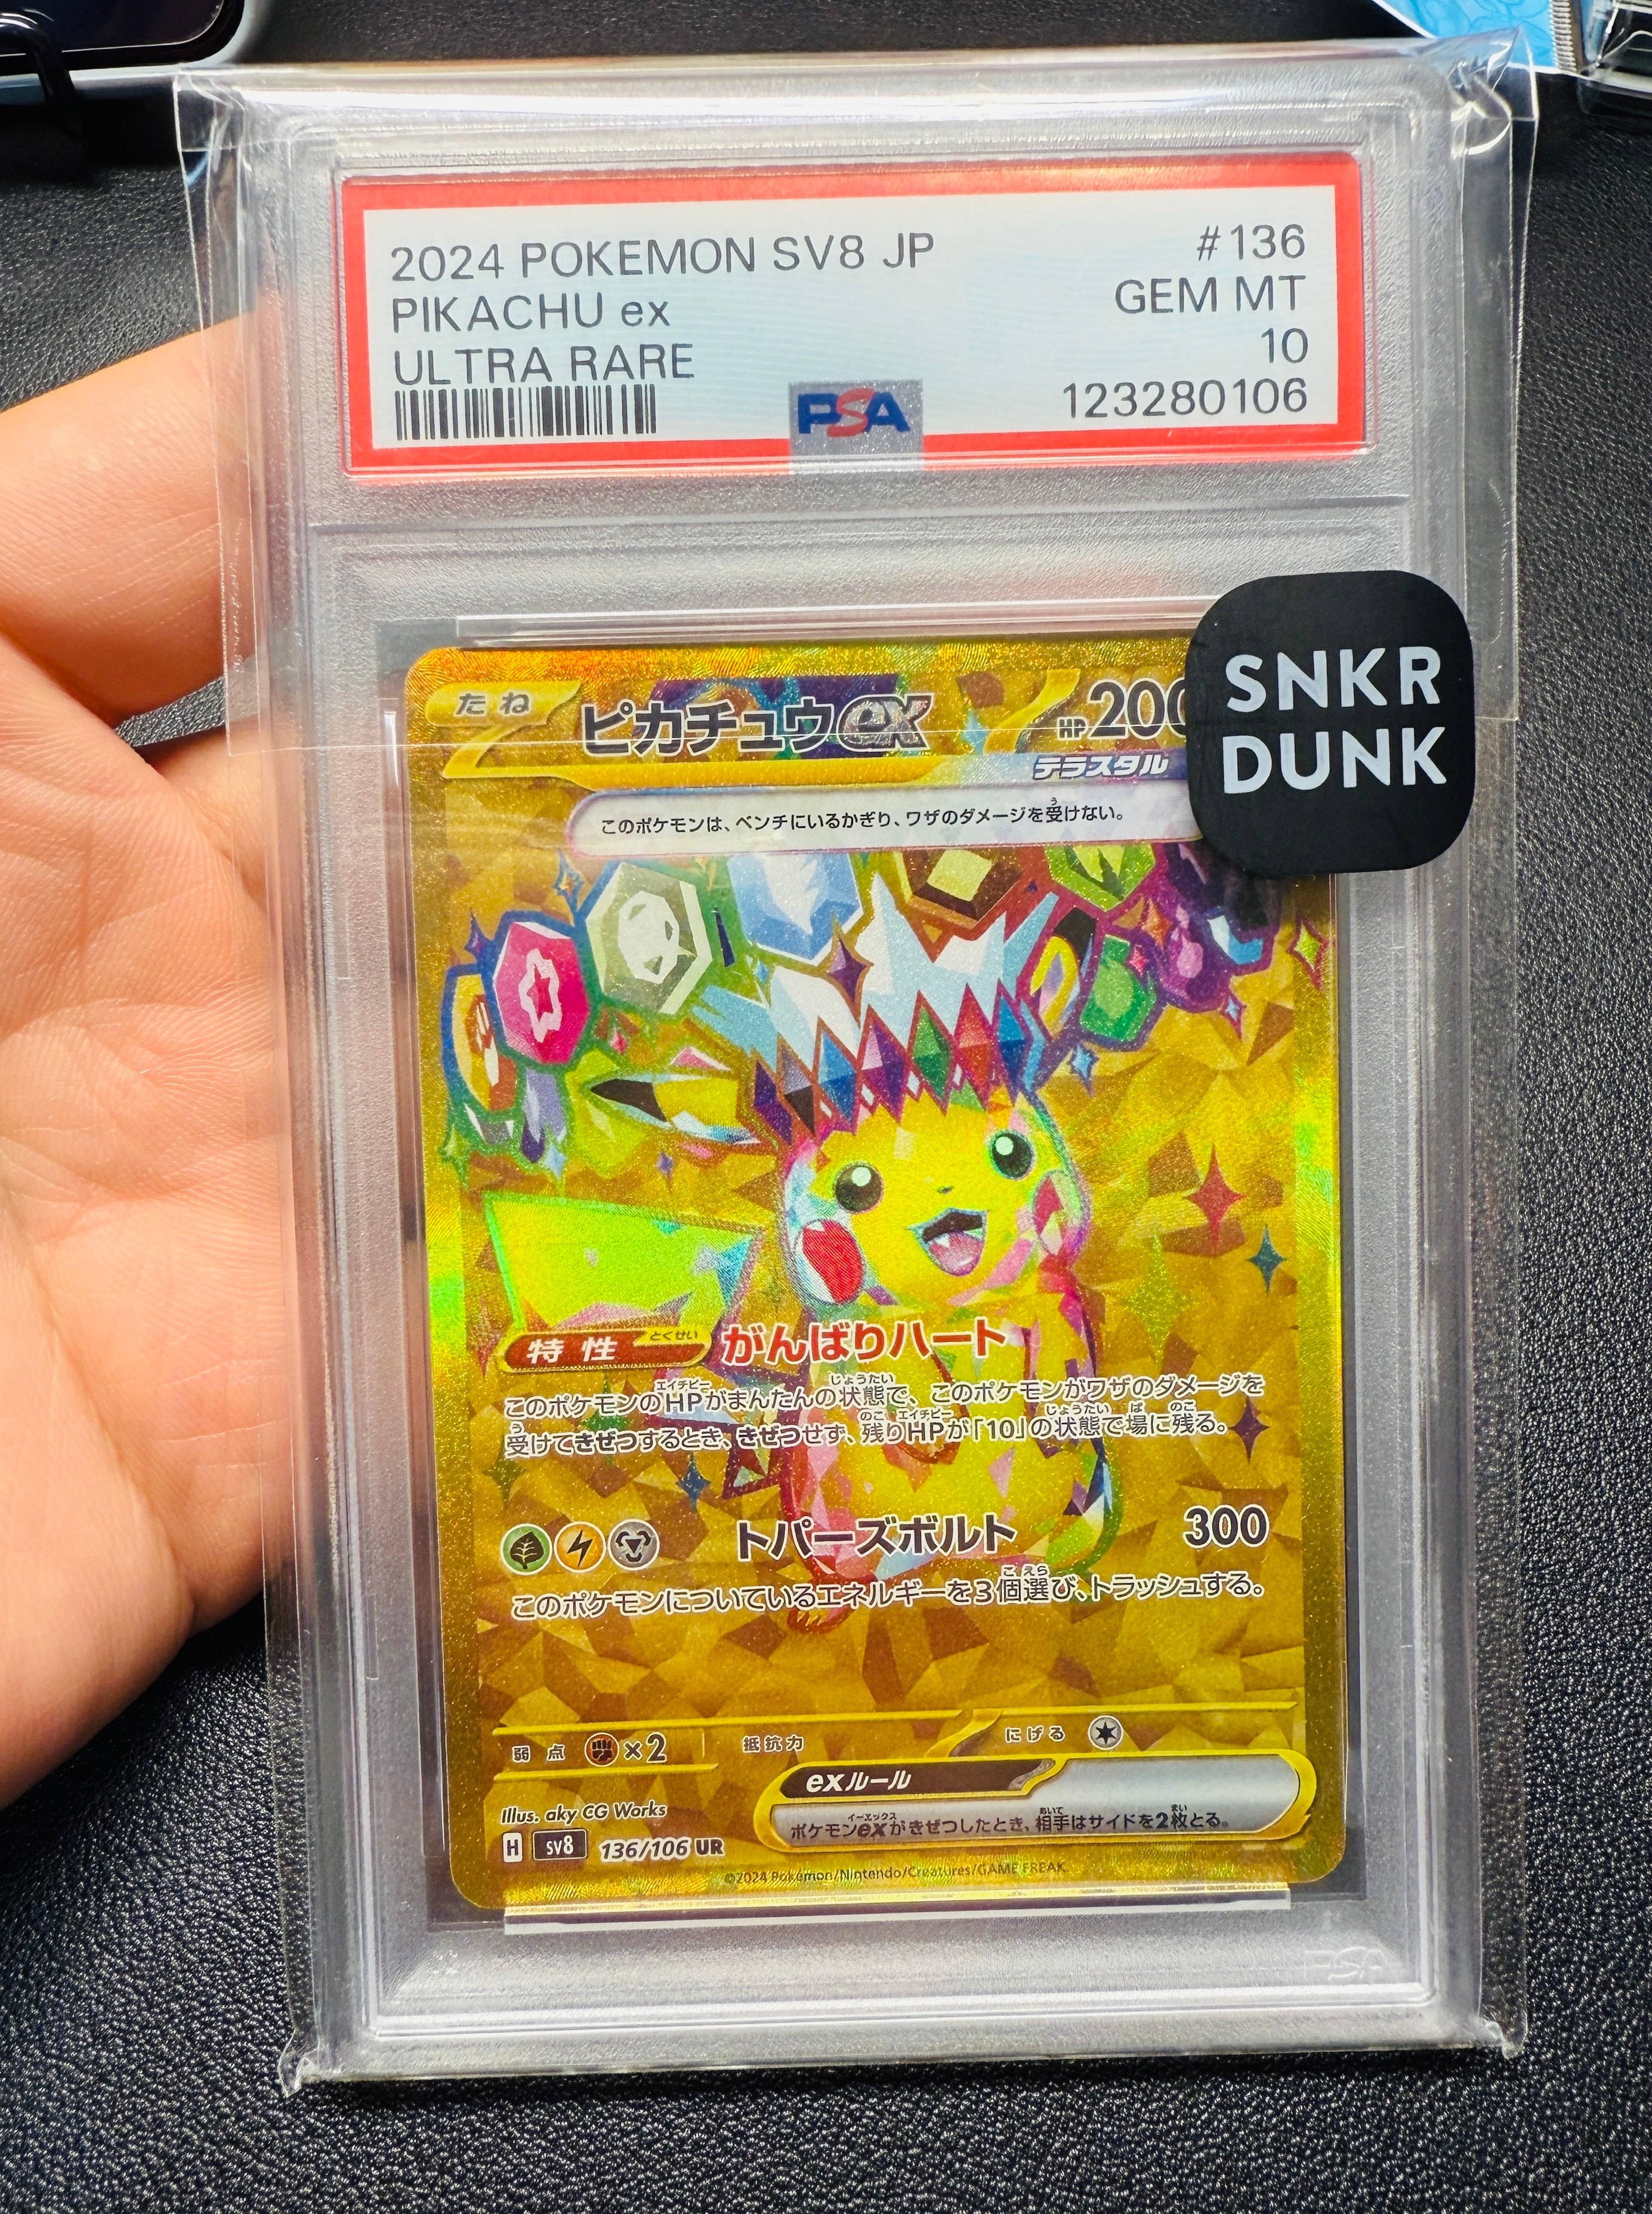 2024 POKEMON SV8 JP #136
PIKACHU ex GEM MT
ULTRA RARE 10
PSA 123280106
SNKR
DUNK
たね ピカチュウex HP 200
テラスタル
このポケモンは、ベンチにいるかぎり、ワザのダメージを受けない。
特性 とくせい がんばりハート
このポケモンのHPがまんたんの状態で、このポケモンがワザのダメージを
受けてきぜつするとき、きぜつせず、残りHPが「10」の状態で場に残る。
トパーズボルト 300
このポケモンについているエネルギーを3個選び、トラッシュする。
弱点 ×2 抵抗力 にげる
exルール
ポケモンexがきぜつしたとき、相手はサイドを2枚とる。
Illus. aky CG Works
H sv8 136/106 UR
©2024 Pokémon/Nintendo/Creatures/GAME FREAK